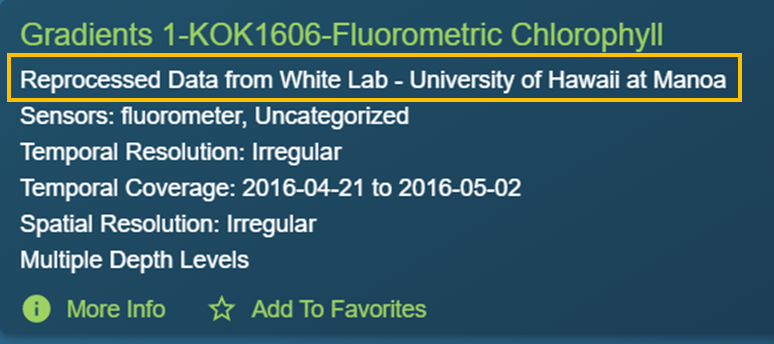 Gradients 1-KOK1606-Fluorometric Chlorophyll
Reprocessed Data from White Lab - University of Hawaii at Manoa
Sensors: fluorometer, Uncategorized
Temporal Resolution: Irregular
Temporal Coverage: 2016-04-21 to 2016-05-02
Spatial Resolution: Irregular
Multiple Depth Levels
More Info Add To Favorites